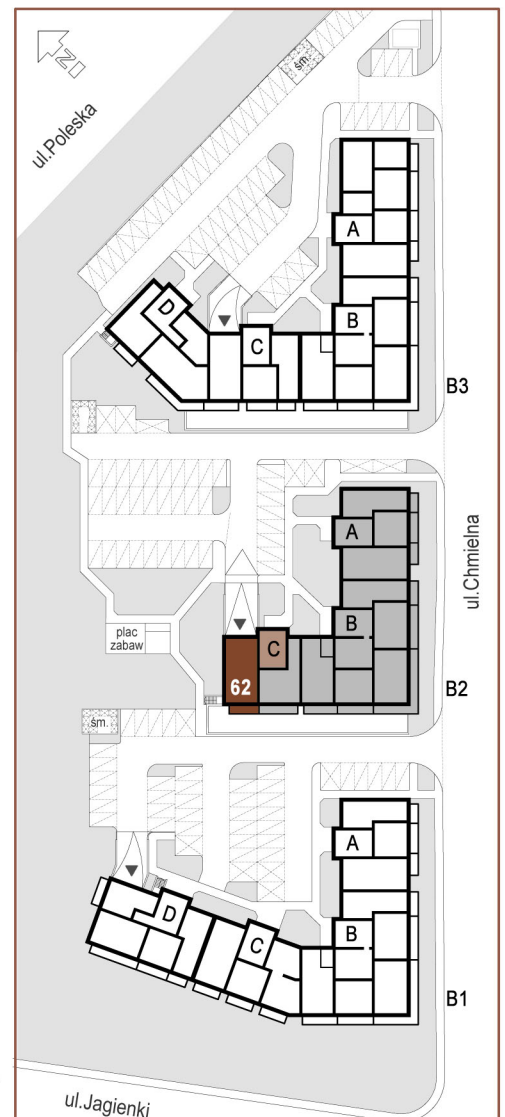 N
ul.Poleska
śm.
A
D
B
C
B3
A
ul.Chmielna
plac
zabaw
B
C
62
B2
śm.
A
D
C
B
B1
ul.Jagienki